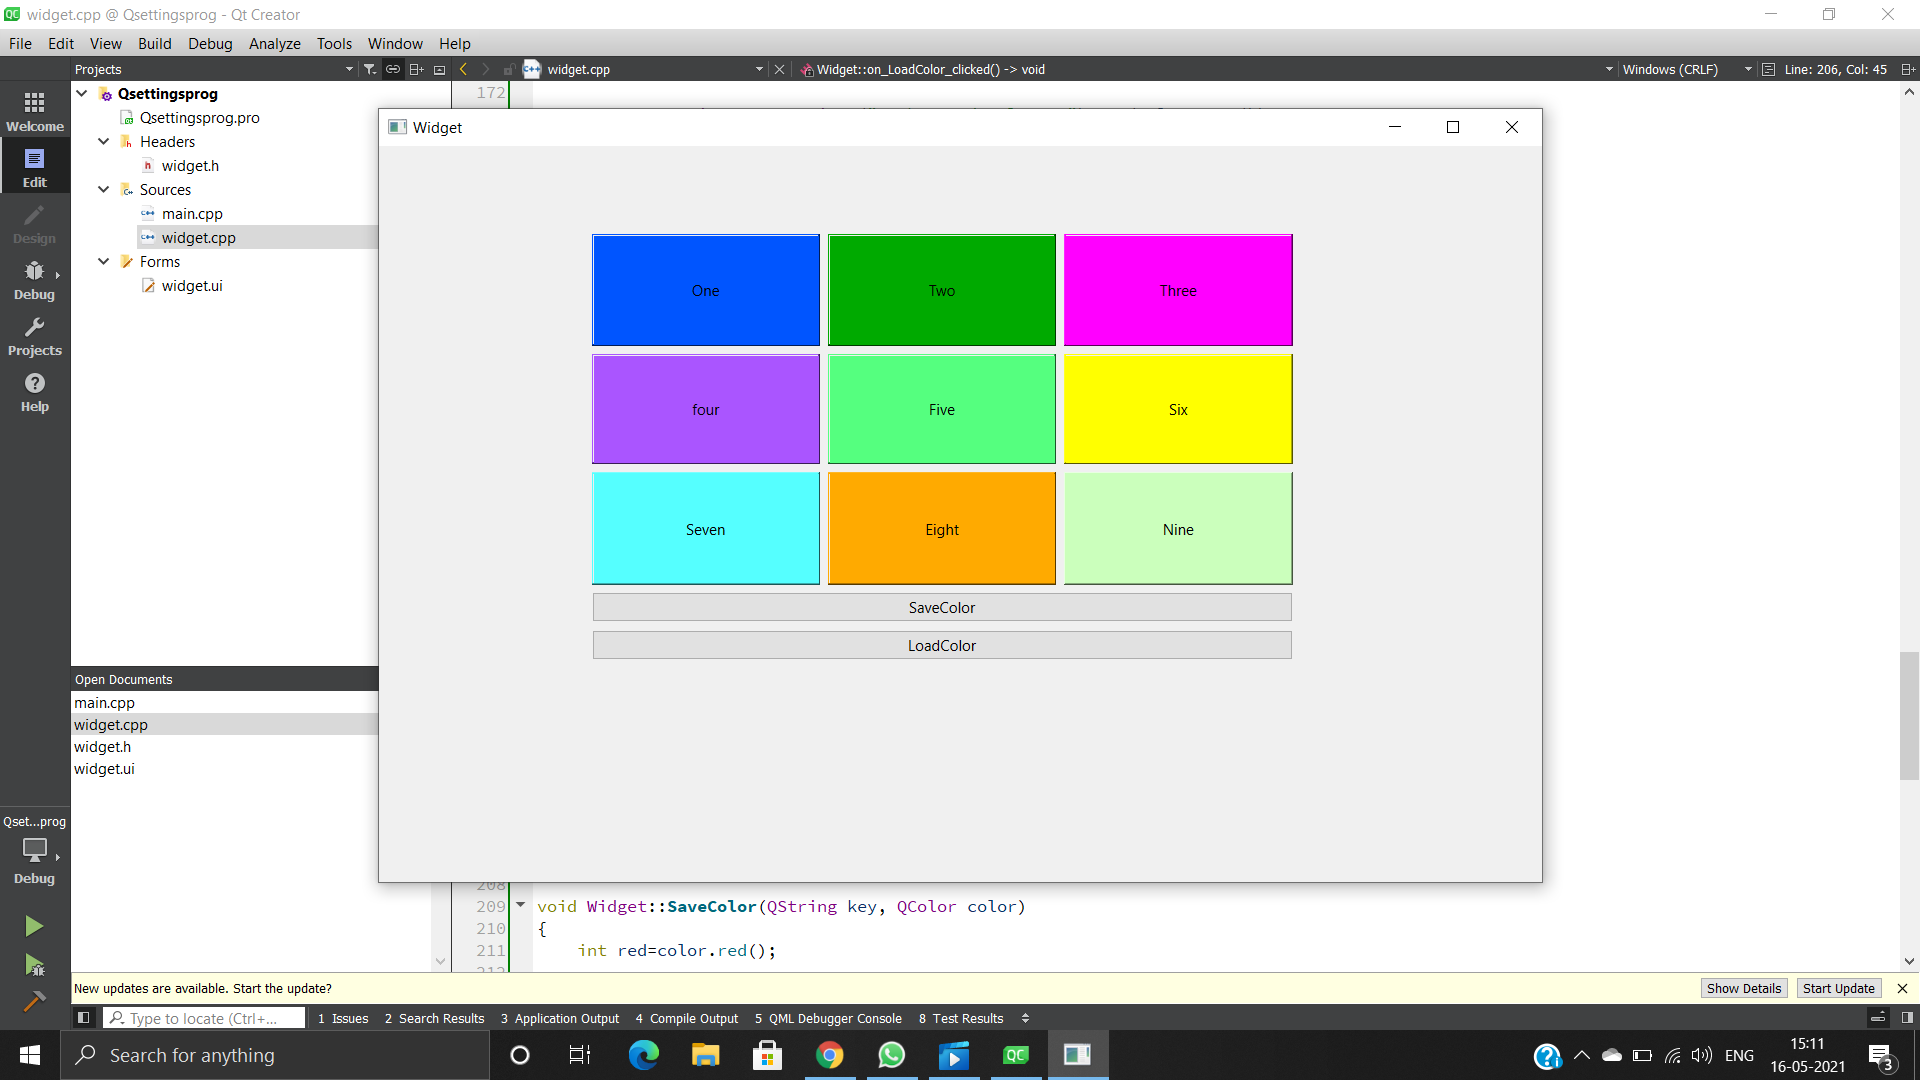 widget.cpp @ Qsettingsprog - Qt Creator
File Edit View Build Debug Analyze Tools Window Help
Projects
widget.cpp
Widget::on_LoadColor_clicked() -> void
Windows (CRLF)
Line: 206, Col: 45
Welcome
Edit
Design
Debug
Projects
Help
Qsettingsprog
Qsettingsprog.pro
Headers
widget.h
Sources
main.cpp
widget.cpp
Forms
widget.ui
172
Widget
One
Two
Three
four
Five
Six
Seven
Eight
Nine
SaveColor
LoadColor
Open Documents
main.cpp
widget.cpp
widget.h
widget.ui
Qset...prog
Debug
208
209 void Widget::SaveColor(QString key, QColor color)
210 {
211 int red=color.red();
212
New updates are available. Start the update?
Show Details
Start Update
Type to locate (Ctrl+...
1 Issues
2 Search Results
3 Application Output
4 Compile Output
5 QML Debugger Console
8 Test Results
Search for anything
ENG
15:11
16-05-2021
3